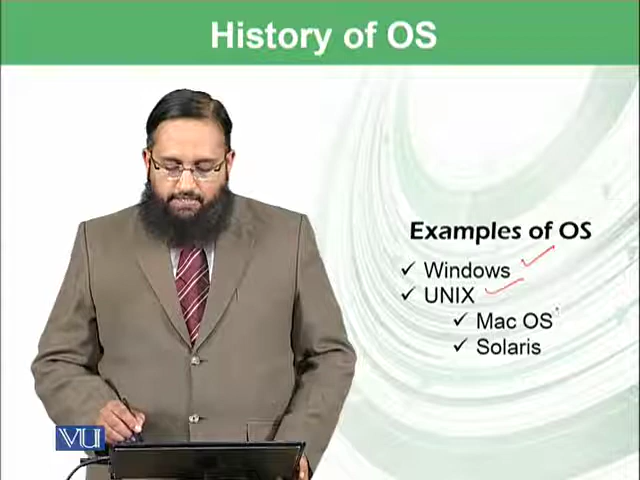 History of OS
Examples of OS
✓ Windows
✓ UNIX
✓ Mac OS
✓ Solaris
VU